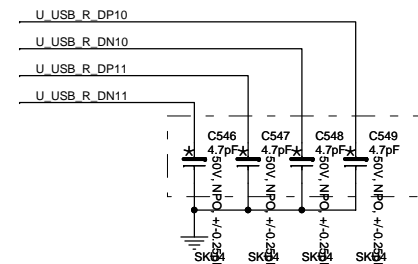 U_USB_R_DP10
U_USB_R_DN10
U_USB_R_DP11
U_USB_R_DN11
C546 C547 C548 C549
4.7pF 4.7pF 4.7pF 4.7pF
* * * *
50V, NPO, +/-0.25
50V, NPO, +/-0.25
50V, NPO, +/-0.25
50V, NPO, +/-0.25